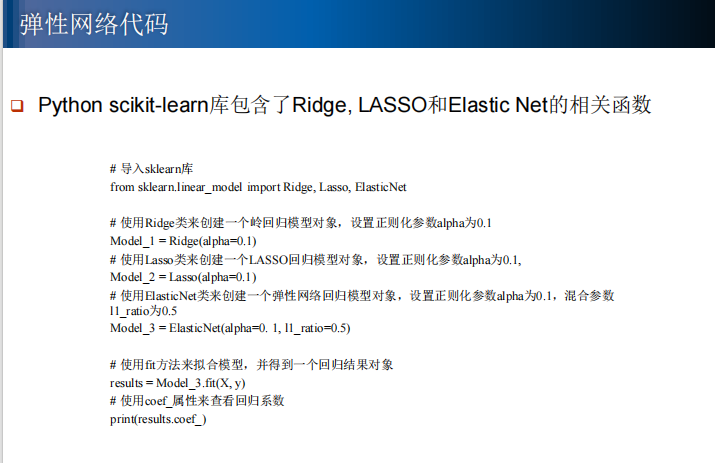 弹性网络代码
Python scikit-learn库包含了Ridge, LASSO和Elastic Net的相关函数
# 导入sklearn库
from sklearn.linear_model import Ridge, Lasso, ElasticNet
# 使用Ridge类来创建一个岭回归模型对象，设置正则化参数alpha为0.1
Model_1 = Ridge(alpha=0.1)
# 使用Lasso类来创建一个LASSO回归模型对象，设置正则化参数alpha为0.1,
Model_2 = Lasso(alpha=0.1)
# 使用ElasticNet类来创建一个弹性网络回归模型对象，设置正则化参数alpha为0.1，混合参数
l1_ratio为0.5
Model_3 = ElasticNet(alpha=0. 1, l1_ratio=0.5)
# 使用fit方法来拟合模型，并得到一个回归结果对象
results = Model_3.fit(X, y)
# 使用coef_属性来查看回归系数
print(results.coef_)